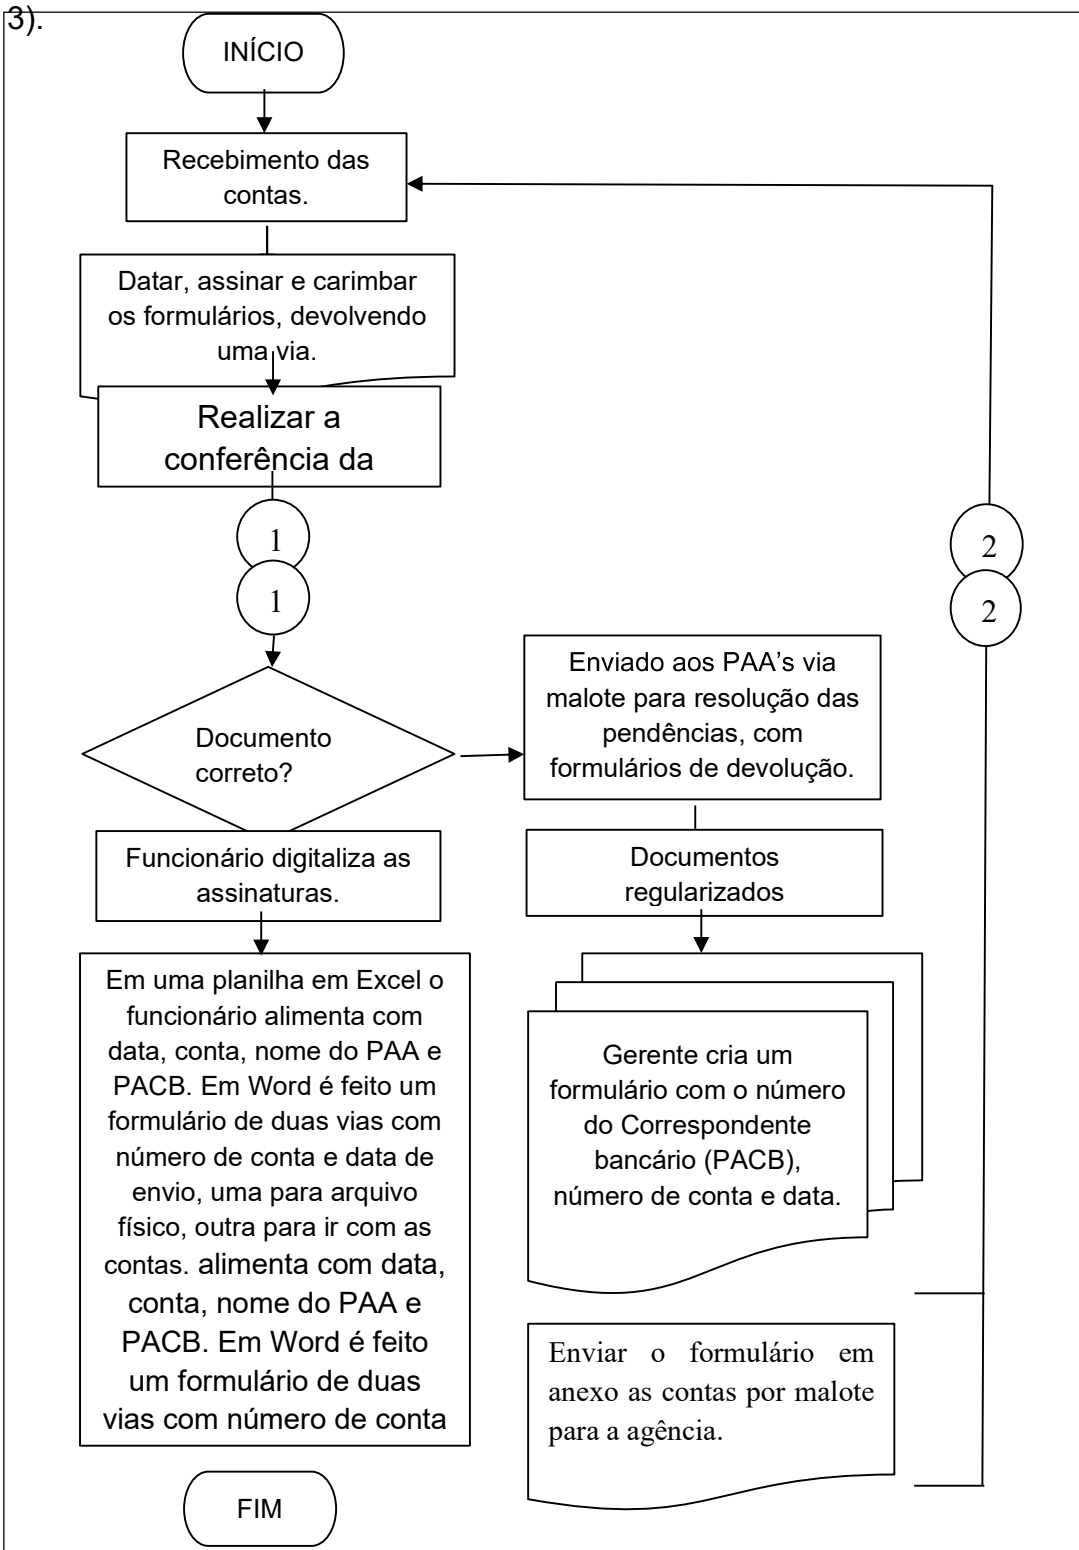 3).
INÍCIO
Recebimento das
contas.
Datar, assinar e carimbar
os formulários, devolvendo
uma via.
Realizar a
conferência da
1
1
2
2
Documento
correto?
Enviado aos PAA’s via
malote para resolução das
pendências, com
formulários de devolução.
Funcionário digitaliza as
assinaturas.
Documentos
regularizados
Em uma planilha em Excel o
funcionário alimenta com
data, conta, nome do PAA e
PACB. Em Word é feito um
formulário de duas vias com
número de conta e data de
envio, uma para arquivo
físico, outra para ir com as
contas. alimenta com data,
conta, nome do PAA e
PACB. Em Word é feito
um formulário de duas
vias com número de conta
Gerente cria um
formulário com o número
do Correspondente
bancário (PACB),
número de conta e data.
Enviar o formulário em
anexo as contas por malote
para a agência.
FIM